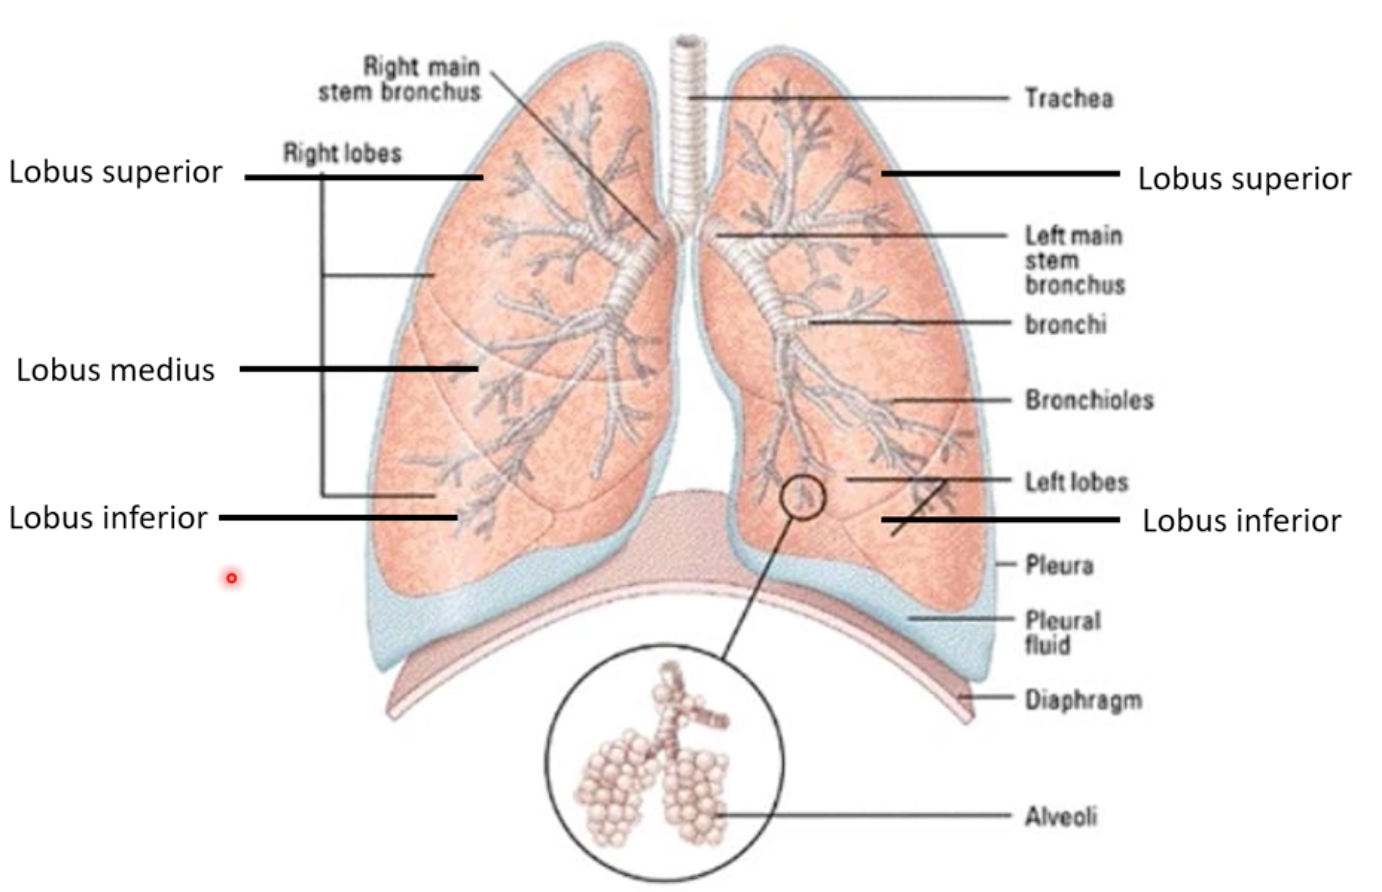 Right main
stem bronchus
Trachea
Right lobes
Lobus superior
Lobus superior
Left main
stem
bronchus
bronchi
Lobus medius
Bronchioles
Left lobes
Lobus inferior
Lobus inferior
Pleura
Pleural
fluid
Diaphragm
Alveoli